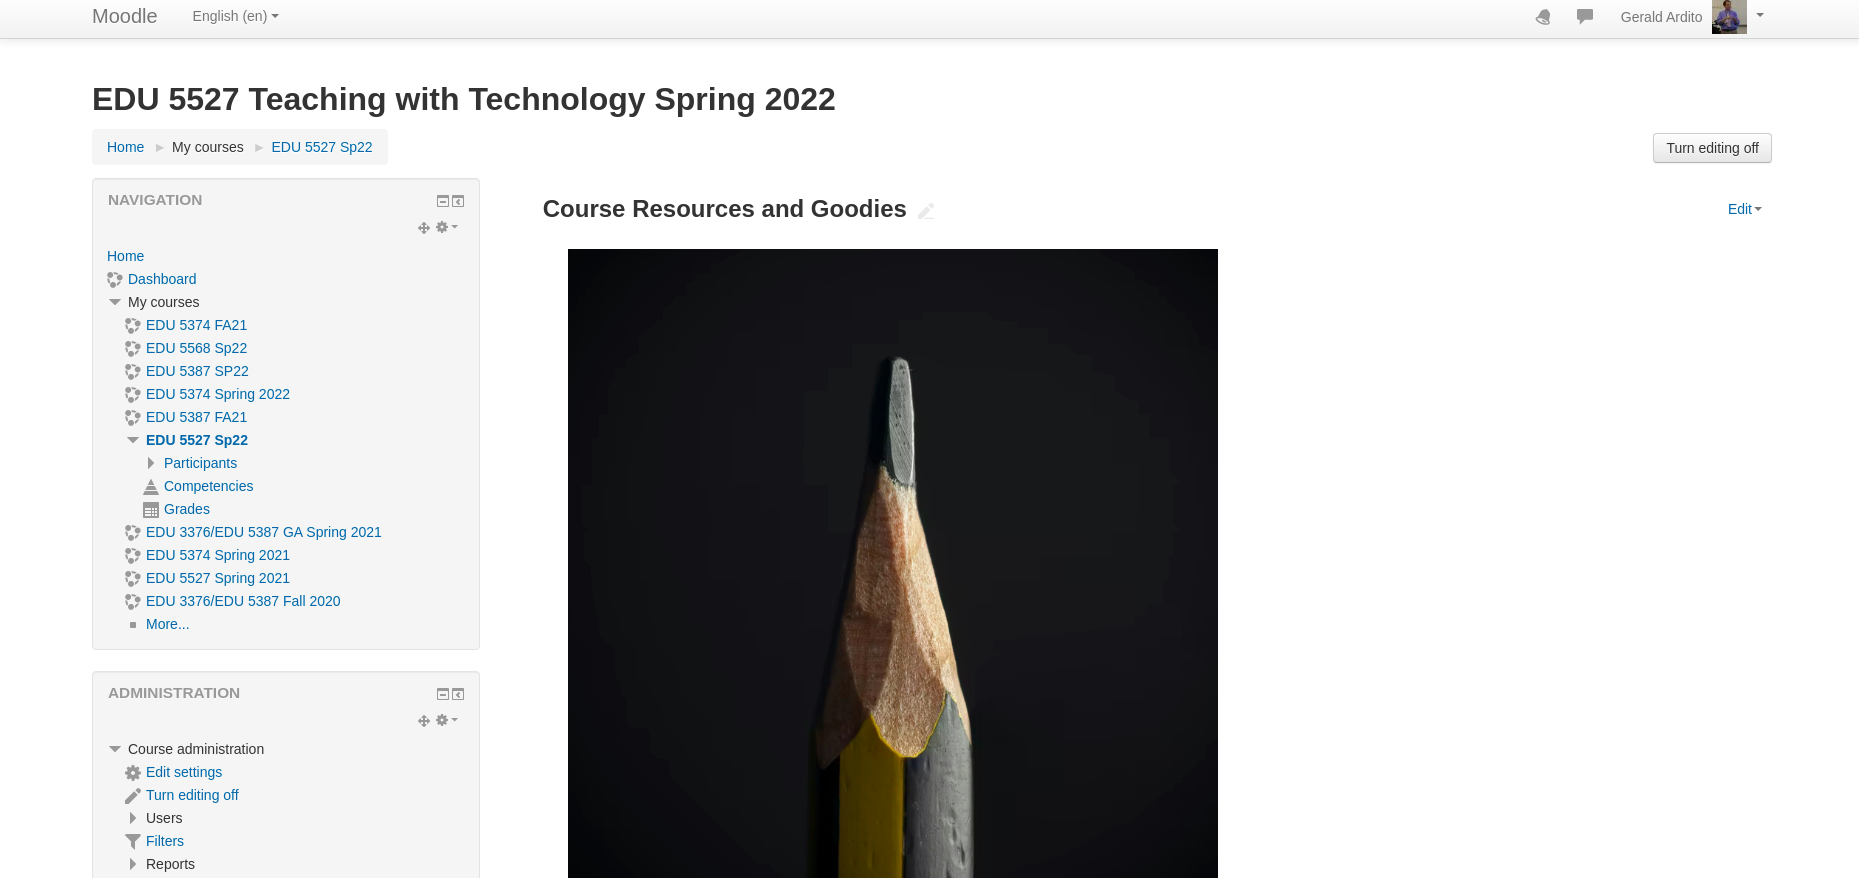 Moodle English (en) Gerald Ardito
EDU 5527 Teaching with Technology Spring 2022
Home My courses EDU 5527 Sp22 Turn editing off
NAVIGATION
Home
Dashboard
My courses
EDU 5374 FA21
EDU 5568 Sp22
EDU 5387 SP22
EDU 5374 Spring 2022
EDU 5387 FA21
EDU 5527 Sp22
Participants
Competencies
Grades
EDU 3376/EDU 5387 GA Spring 2021
EDU 5374 Spring 2021
EDU 5527 Spring 2021
EDU 3376/EDU 5387 Fall 2020
More...
ADMINISTRATION
Course administration
Edit settings
Turn editing off
Users
Filters
Reports
Course Resources and Goodies Edit